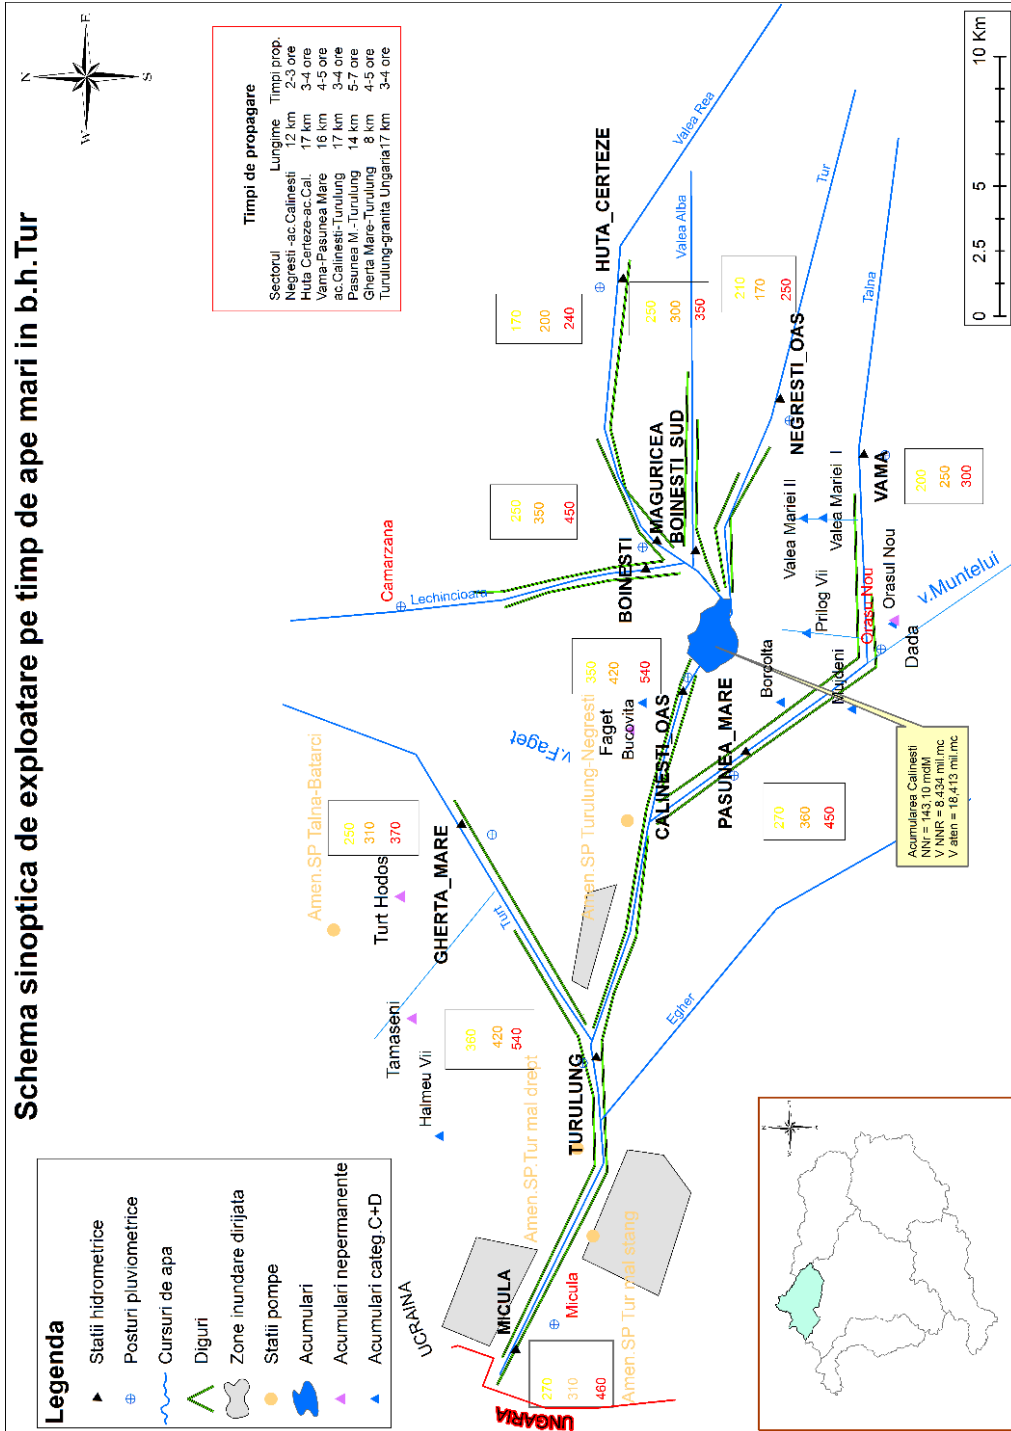 Schema sinoptica de exploatare pe timp de ape mari in b.h.Tur
N
W
E
S
Timpi de propagare
Sectorul Lungime Timpi prop.
Negresti -ac.Calinesti 12 km 2-3 ore
Huta Certeze-ac.Cal. 17 km 3-4 ore
Vama-Pasunea Mare 16 km 4-5 ore
ac.Calinesti-Turulung 17 km 3-4 ore
Pasunea M.-Turulung 14 km 5-7 ore
Gherta Mare-Turulung 8 km 4-5 ore
Turulung-granita Ungaria 17 km 3-4 ore
Legenda
Statii hidrometrice
Posturi pluviometrice
Cursuri de apa
Diguri
Zone inundare dirijata
Statii pompe
Acumulari
Acumulari nepermanente
Acumulari categ.C+D
UCRAINA
UNGARIA
MICULA
Micula
270
310
460
Amen.SP Tur mal stang
Amen.SP.Tur mal drept
TURULUNG
Halmeu Vii
Tamaseni
360
420
540
Egher
Turt
GHERTA_MARE
Turt Hodos
Amen.SP Talna-Batarci
250
310
370
Amen.SP Turulung-Negresti
v.Faget
Faget
Bucovita
350
420
540
CALINESTI_OAS
PASUNEA_MARE
270
360
450
Acumularea Calinesti
NNr = 143,10 mdM
V NNR = 8.434 mil.mc
V aten = 18,413 mil.mc
Borcolta
Mujdeni
Prilog Vii
Orasu Nou
Orasul Nou
Dada
v.Muntelui
Valea Mariei II
Valea Mariei I
VAMA
200
250
300
Talna
Tur
NEGRESTI_OAS
210
170
250
Camarzana
Lechincioara
BOINESTI
MAGURICEA
BOINESTI_SUD
250
350
450
HUTA_CERTEZE
170
200
240
250
300
350
Valea Alba
Valea Rea
0 2.5 5 10 Km